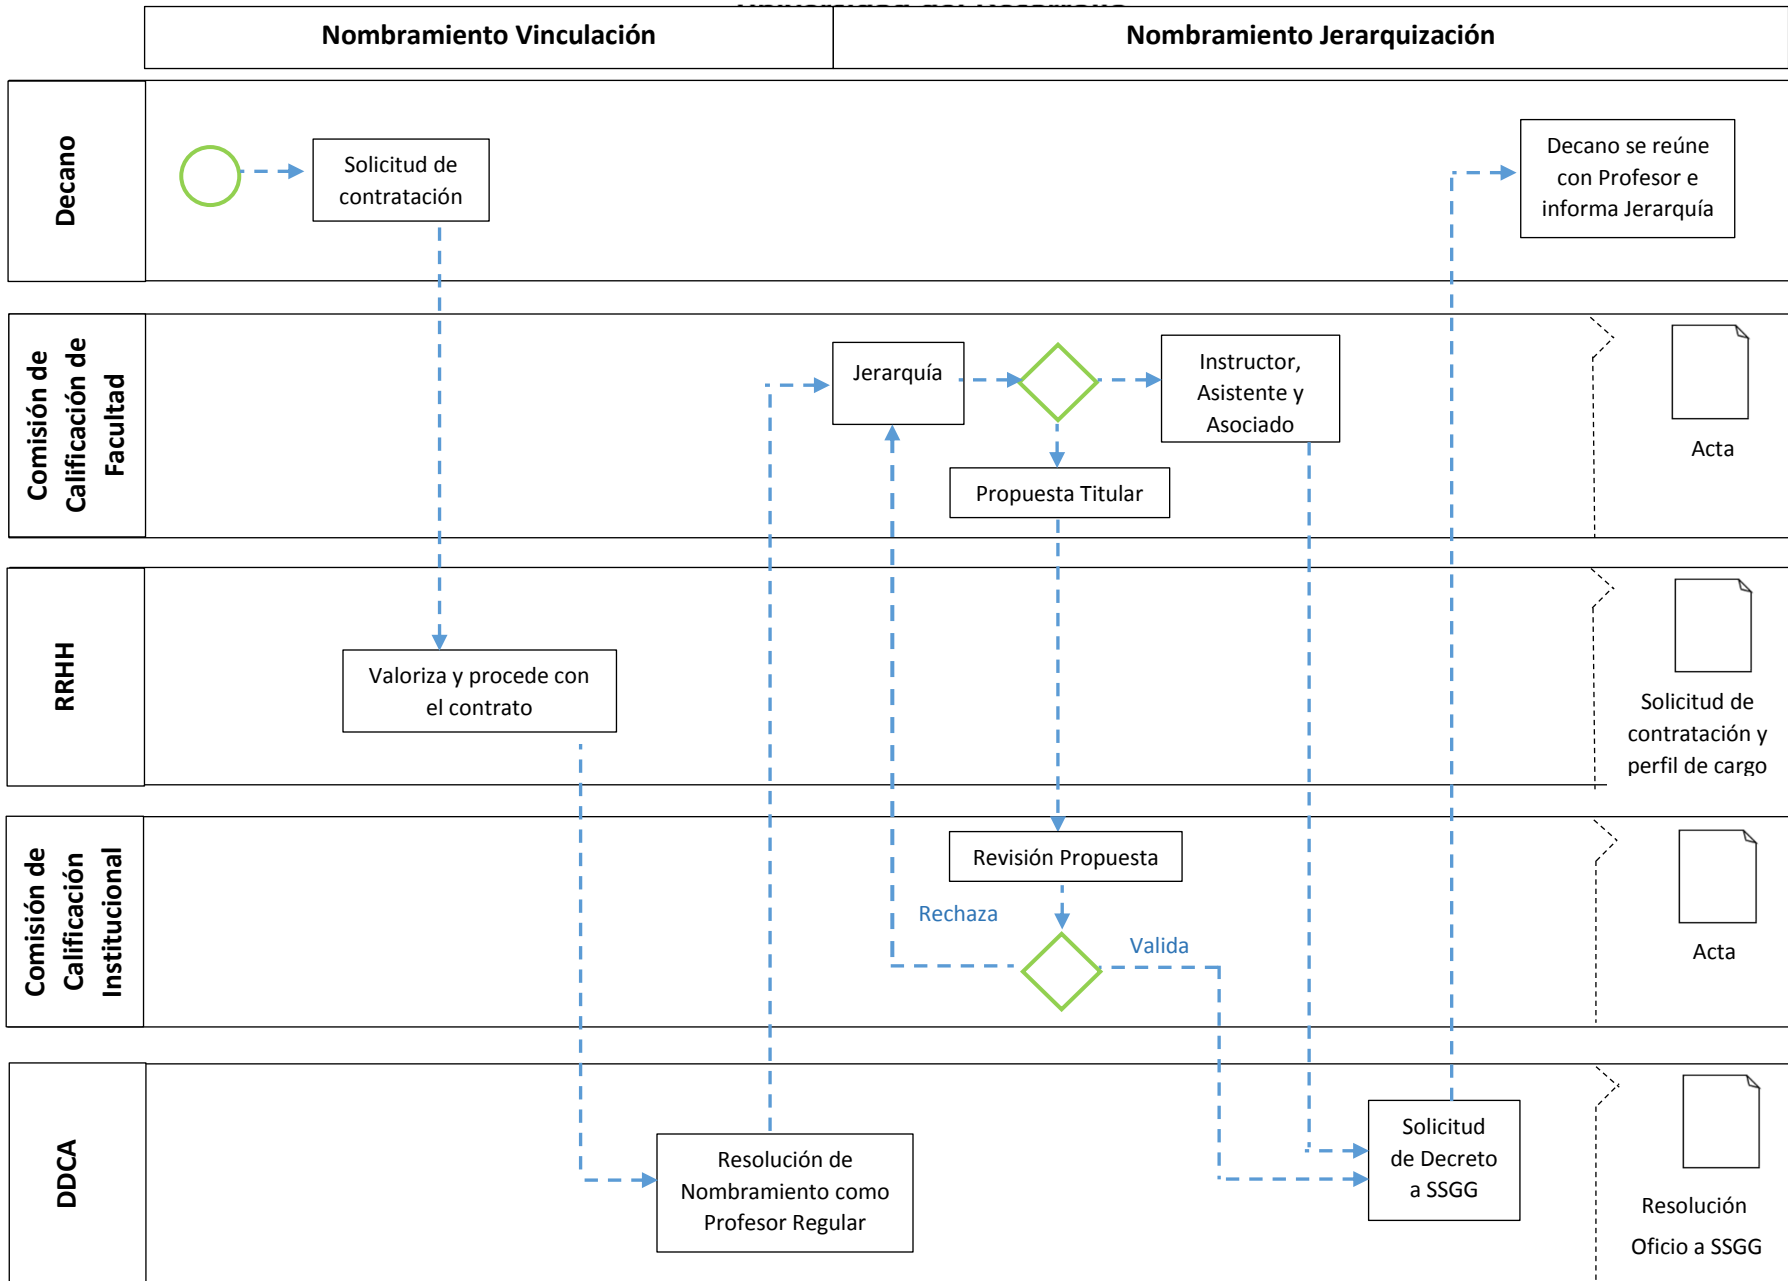 Nombramiento Vinculación
Nombramiento Jerarquización
Decano
Solicitud de
contratación
Decano se reúne
con Profesor e
informa Jerarquía
Comisión de
Calificación de
Facultad
Jerarquía
Instructor,
Asistente y
Asociado
Propuesta Titular
Acta
RRHH
Valoriza y procede con
el contrato
Solicitud de
contratación y
perfil de cargo
Comisión de
Calificación
Institucional
Revisión Propuesta
Rechaza
Valida
Acta
DDCA
Resolución de
Nombramiento como
Profesor Regular
Solicitud
de Decreto
a SSGG
Resolución
Oficio a SSGG